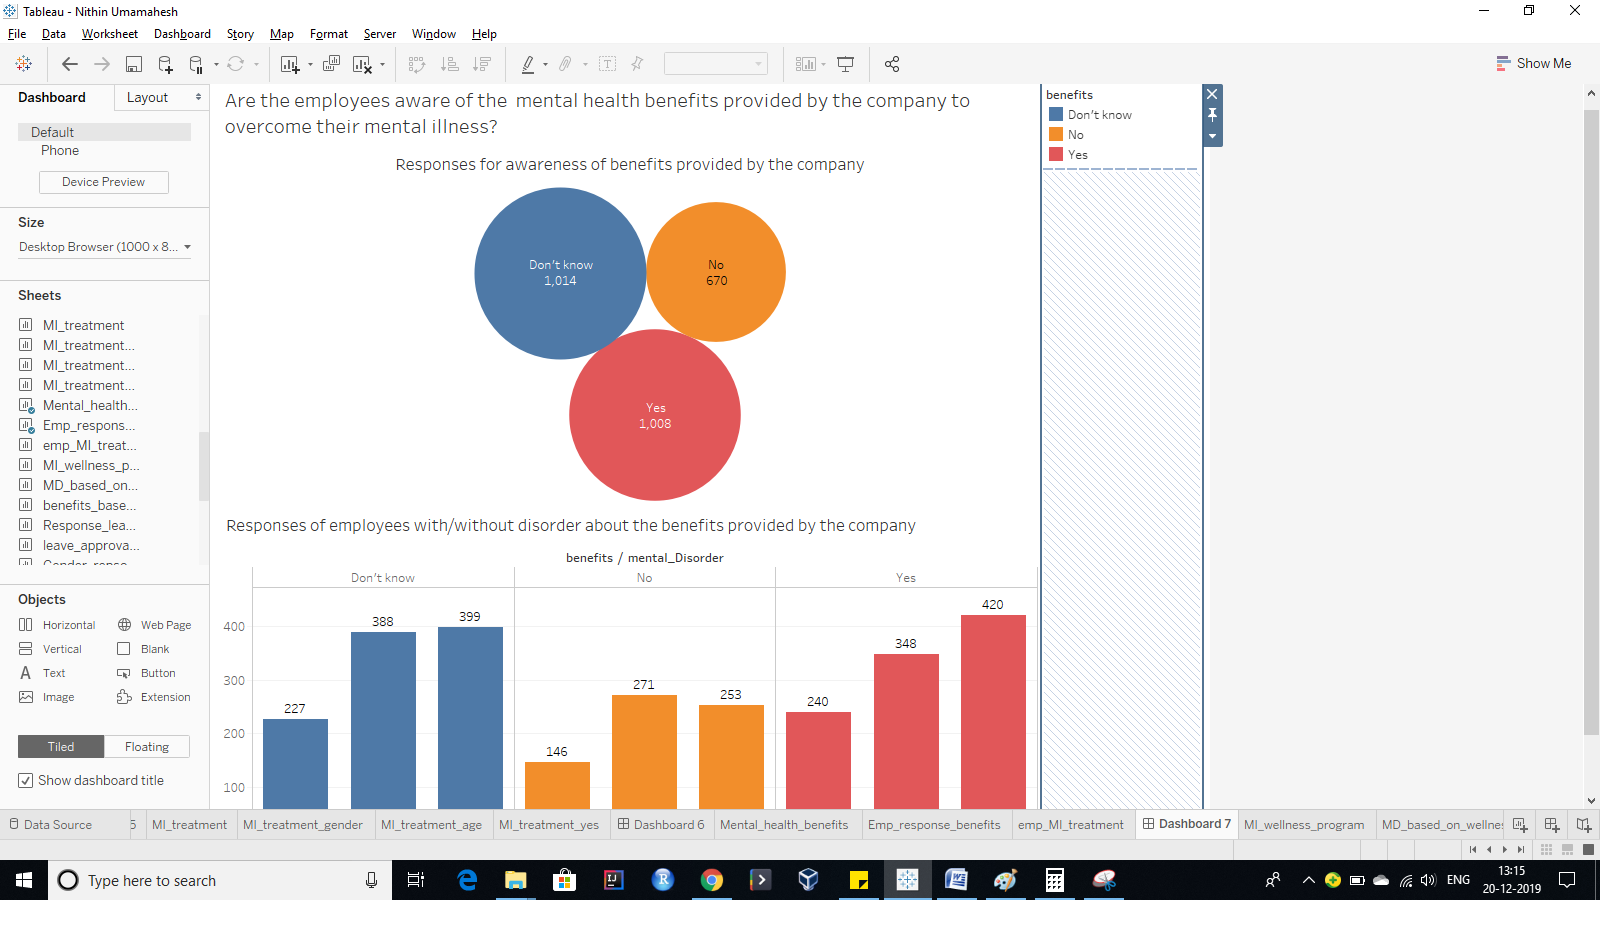 Tableau - Nithin Umamahesh
File Data Worksheet Dashboard Story Map Format Server Window Help
Show Me
Dashboard Layout
Default
Phone
Device Preview
Size
Desktop Browser (1000 x 8...
Sheets
MI_treatment
MI_treatment...
MI_treatment...
MI_treatment...
Mental_health...
Emp_respons...
emp_MI_treat...
MI_wellness_p...
MD_based_on...
benefits_base...
Response_lea...
leave_approva...
Objects
Horizontal Web Page
Vertical Blank
Text Button
Image Extension
Tiled Floating
Show dashboard title
Are the employees aware of the mental health benefits provided by the company to
overcome their mental illness?
Responses for awareness of benefits provided by the company
Don't know
1,014
No
670
Yes
1,008
Responses of employees with/without disorder about the benefits provided by the company
benefits / mental_Disorder
Don't know No Yes
400
300
200
100
227 388 399 146 271 253 240 348 420
benefits
Don't know
No
Yes
Data Source 5 MI_treatment MI_treatment_gender MI_treatment_age MI_treatment_yes Dashboard 6 Mental_health_benefits Emp_response_benefits emp_MI_treatment Dashboard 7 MI_wellness_program MD_based_on_wellne
Type here to search
ENG
13:15
20-12-2019